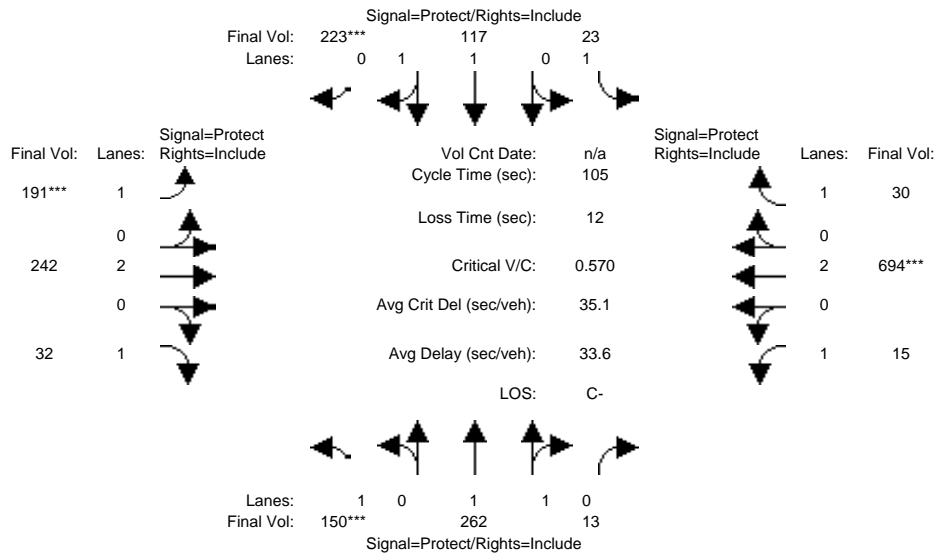 Signal=Protect/Rights=Include
Final Vol: 223*** 117 23
Lanes: 0 1 1 0 1
Signal=Protect Signal=Protect
Final Vol: Lanes: Rights=Include Vol Cnt Date: n/a Rights=Include Lanes: Final Vol:
Cycle Time (sec): 105
191*** 1 1 30
Loss Time (sec): 12
0 0
242 2 Critical V/C: 0.570 2 694***
0 Avg Crit Del (sec/veh): 35.1 0
32 1 Avg Delay (sec/veh): 33.6 1 15
LOS: C-
Lanes: 1 0 1 1 0
Final Vol: 150*** 262 13
Signal=Protect/Rights=Include